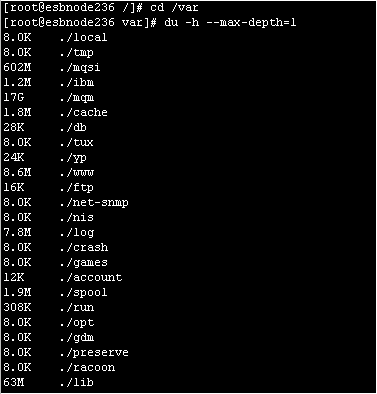 [root@esbnode236 /]# cd /var
[root@esbnode236 var]# du -h --max-depth=1
8.0K    ./local
8.0K    ./tmp
602M    ./mqsi
1.2M    ./ibm
17G     ./mqm
1.8M    ./cache
28K     ./db
8.0K    ./tux
24K     ./yp
8.6M    ./www
16K     ./ftp
8.0K    ./net-snmp
8.0K    ./nis
7.8M    ./log
8.0K    ./crash
8.0K    ./games
12K     ./account
1.9M    ./spool
308K    ./run
8.0K    ./opt
8.0K    ./gdm
8.0K    ./preserve
8.0K    ./racoon
63M     ./lib